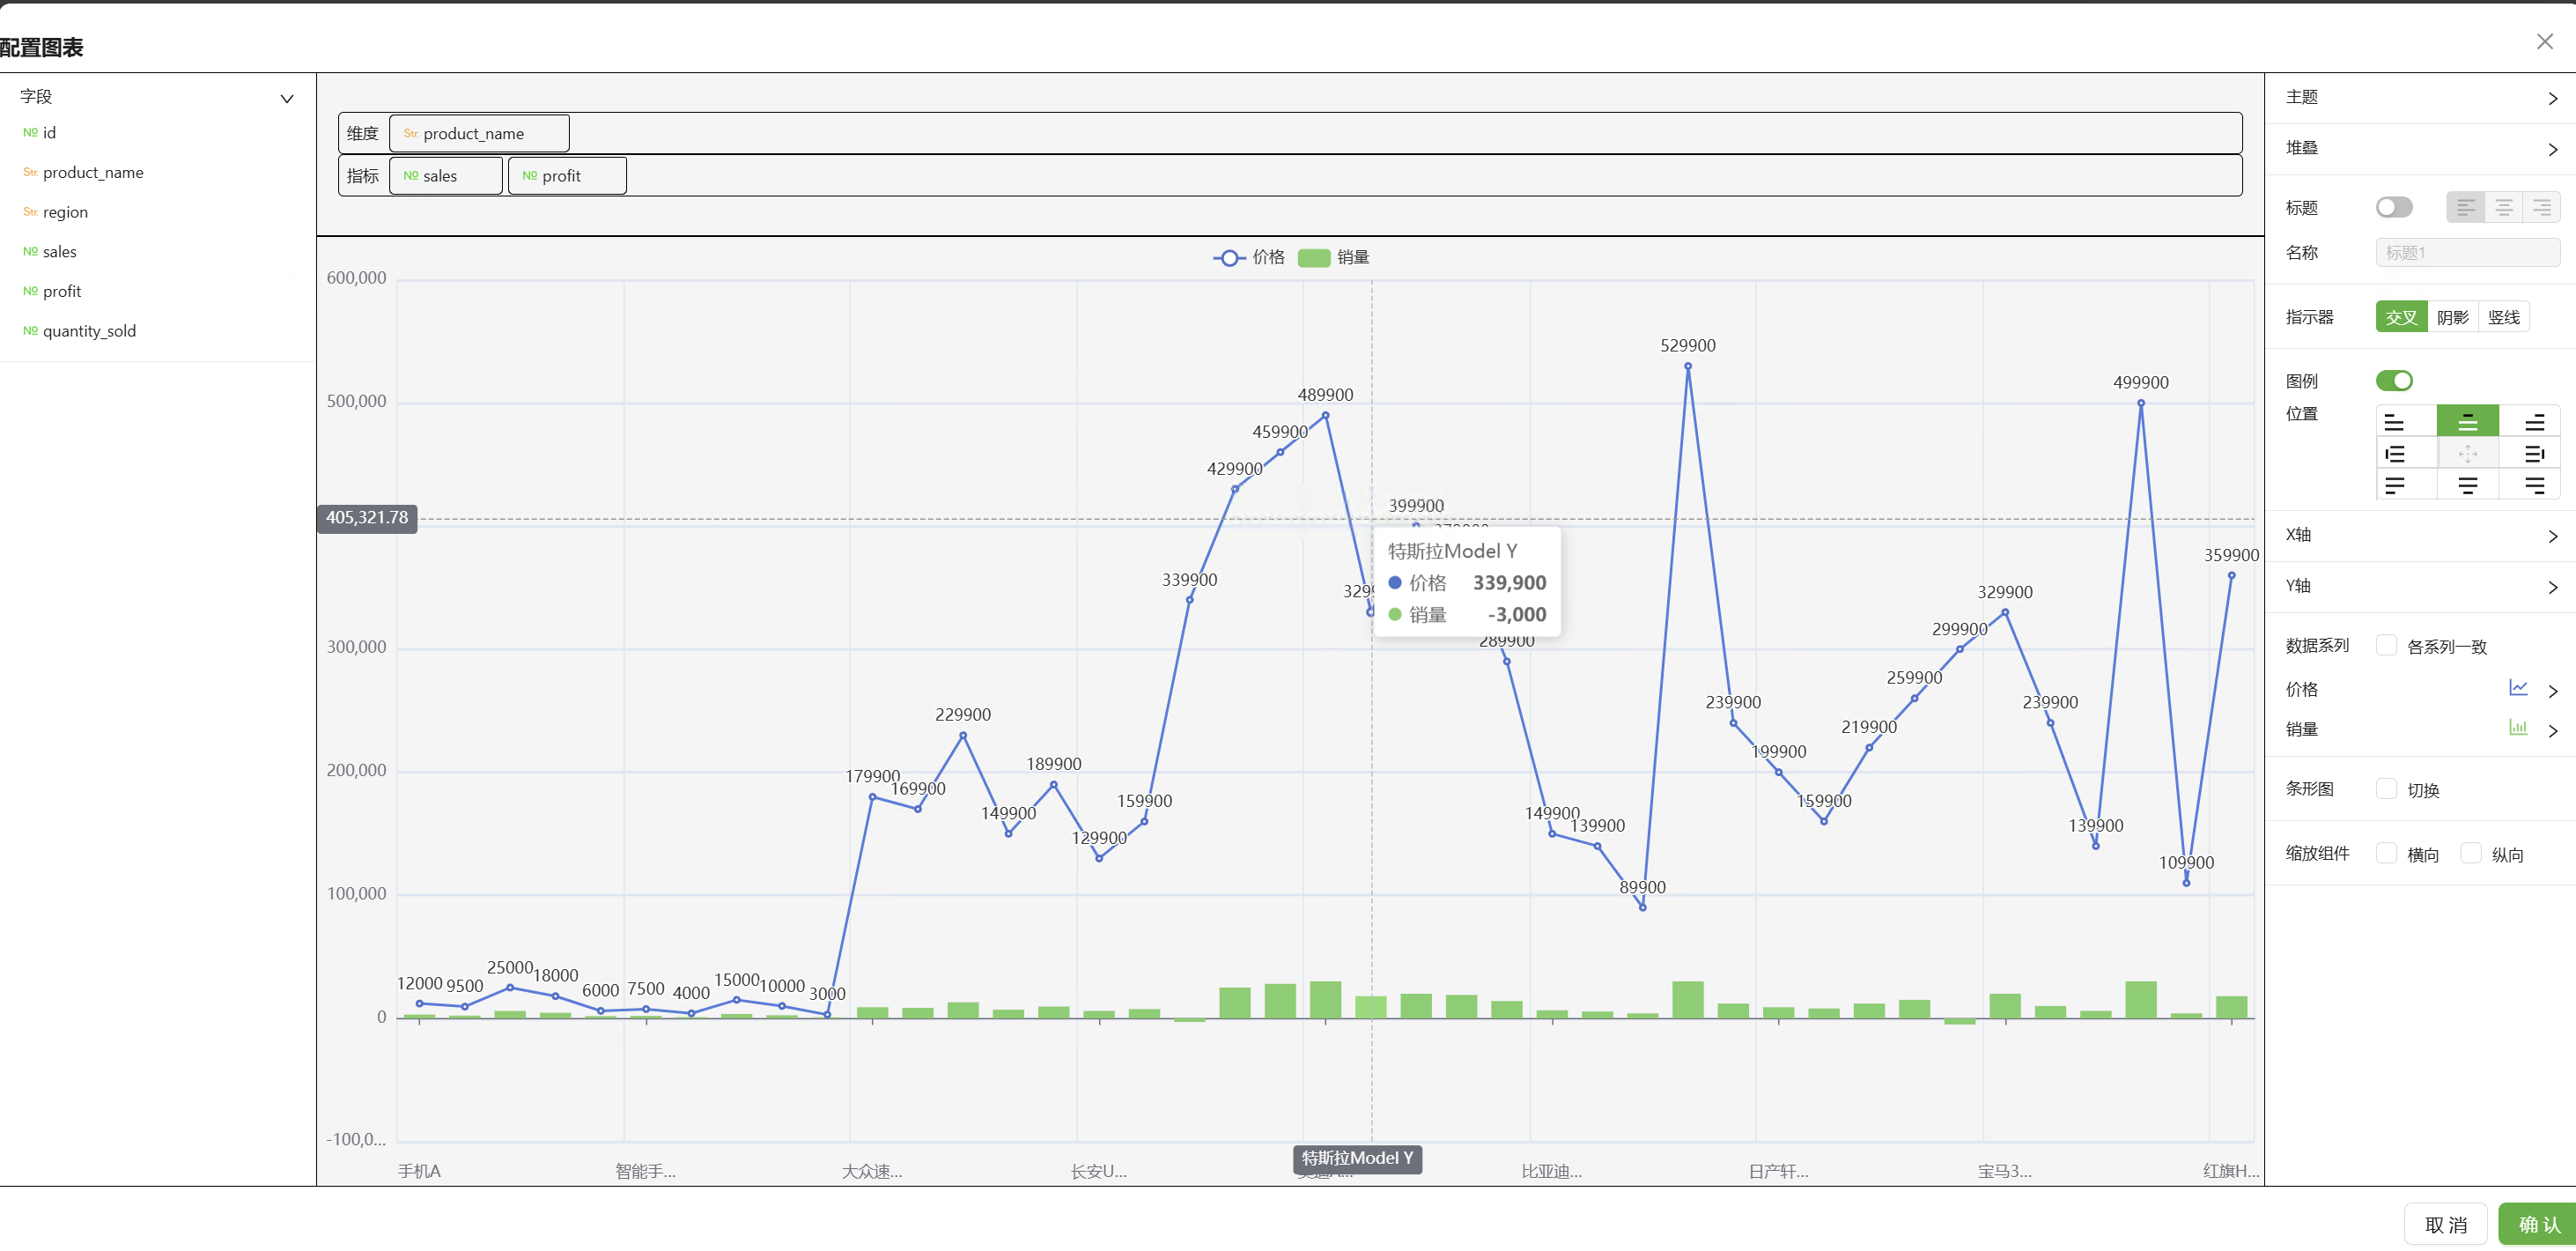 配置图表
字段
№ id
Str. product_name
Str. region
№ sales
№ profit
№ quantity_sold
维度 Str. product_name
指标 № sales № profit
价格 销量
600,000
500,000
405,321.78
300,000
200,000
100,000
0
-100,0...
12000
9500
25000
18000
6000
7500
4000
15000
10000
3000
179900
169900
229900
149900
189900
129900
159900
339900
429900
459900
489900
399900
特斯拉Model Y
价格 339,900
销量 -3,000
289900
149900
139900
89900
529900
239900
199900
159900
219900
259900
299900
329900
239900
139900
499900
109900
359900
手机A
智能手...
大众速...
长安U...
特斯拉Model Y
比亚迪...
日产轩...
宝马3...
红旗H...
主题
堆叠
标题
名称 标题1
指示器 交叉 阴影 竖线
图例
位置
X轴
Y轴
数据系列 各系列一致
价格
销量
条形图 切换
缩放组件 横向 纵向
取 消 确 认